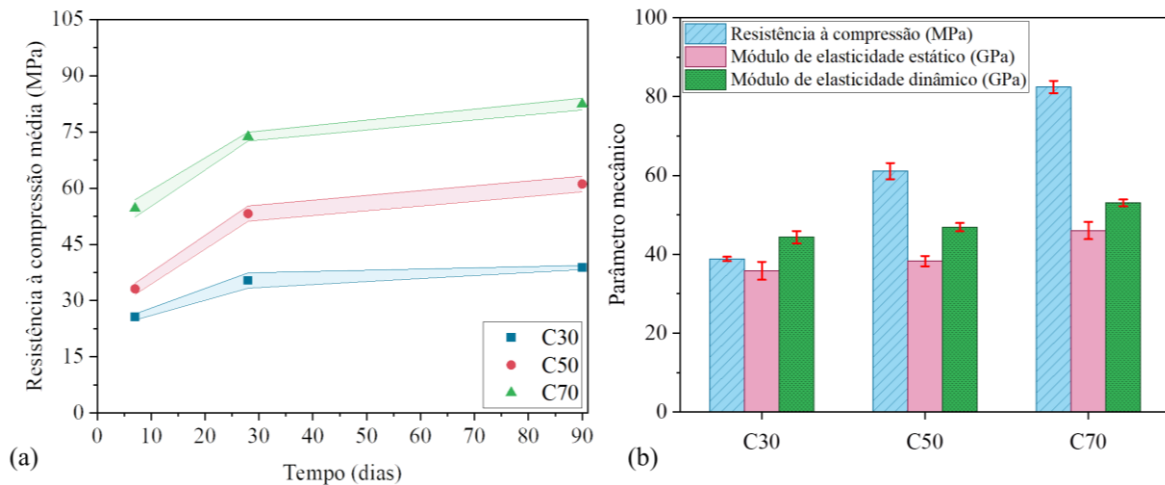 Resistência à compressão média (MPa)
105
90
75
60
45
30
15
0
0 10 20 30 40 50 60 70 80 90
Tempo (dias)
C30
C50
C70
(a)
Parâmetro mecânico
100
80
60
40
20
0
Resistência à compressão (MPa)
Módulo de elasticidade estático (GPa)
Módulo de elasticidade dinâmico (GPa)
C30 C50 C70
(b)